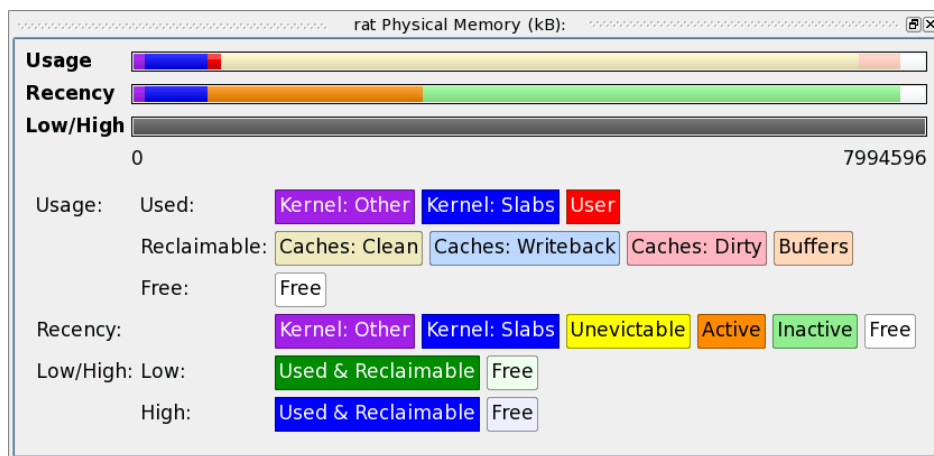 rat Physical Memory (kB):
Usage
Recency
Low/High
0 7994596
Usage: Used: Kernel: Other Kernel: Slabs User
Reclaimable: Caches: Clean Caches: Writeback Caches: Dirty Buffers
Free: Free
Recency: Kernel: Other Kernel: Slabs Unevictable Active Inactive Free
Low/High: Low: Used & Reclaimable Free
High: Used & Reclaimable Free